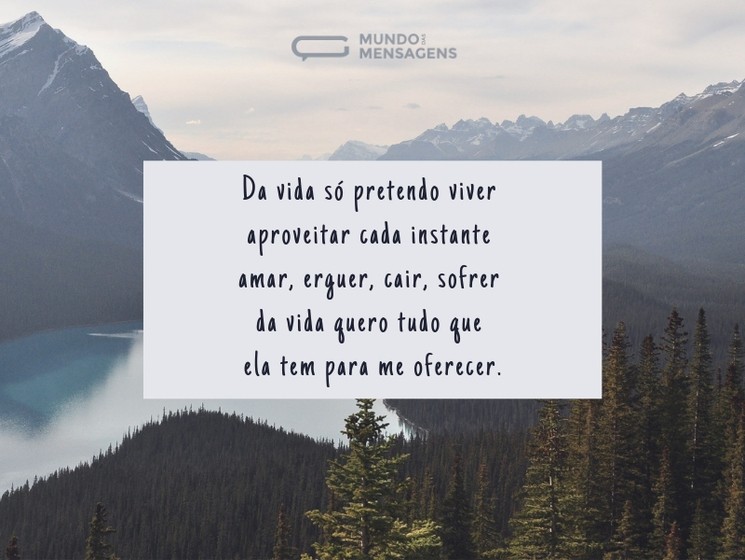 MUNDO DAS
MENSAGENS
Da vida só pretendo viver
aproveitar cada instante
amar, erguer, cair, sofrer
da vida quero tudo que
ela tem para me oferecer.